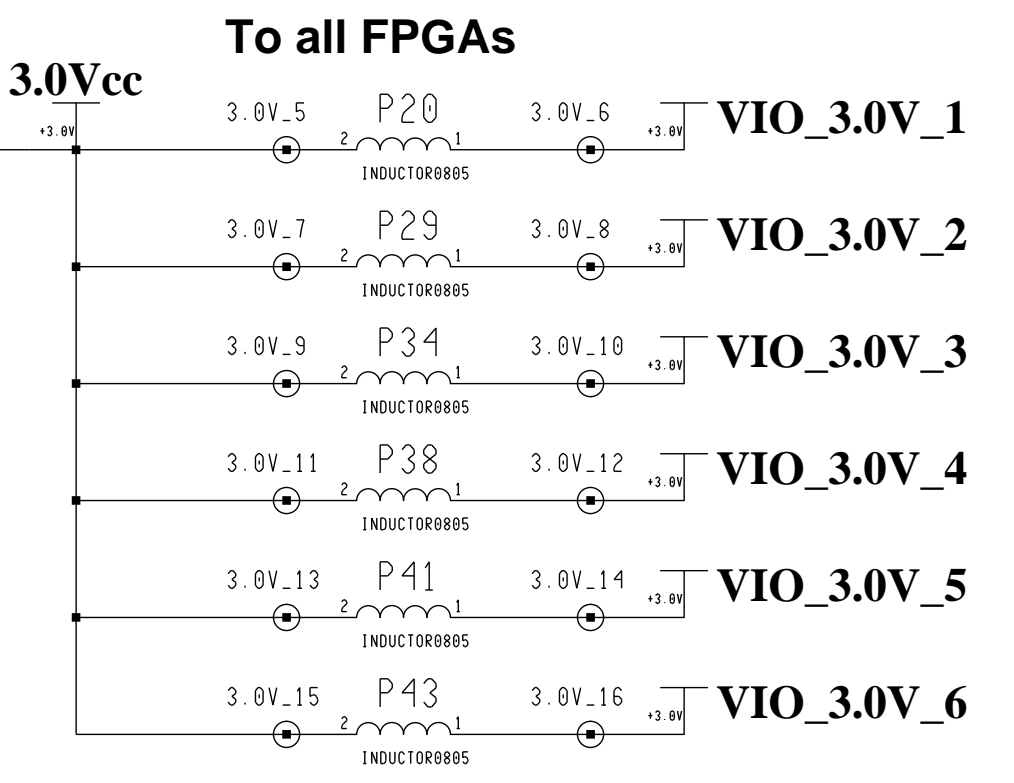 To all FPGAs
3.0Vcc
+3.0V
3.0V_5 P20 3.0V_6 VIO_3.0V_1
2 1 +3.0V
INDUCTOR0805
3.0V_7 P29 3.0V_8 VIO_3.0V_2
2 1 +3.0V
INDUCTOR0805
3.0V_9 P34 3.0V_10 VIO_3.0V_3
2 1 +3.0V
INDUCTOR0805
3.0V_11 P38 3.0V_12 VIO_3.0V_4
2 1 +3.0V
INDUCTOR0805
3.0V_13 P41 3.0V_14 VIO_3.0V_5
2 1 +3.0V
INDUCTOR0805
3.0V_15 P43 3.0V_16 VIO_3.0V_6
2 1 +3.0V
INDUCTOR0805